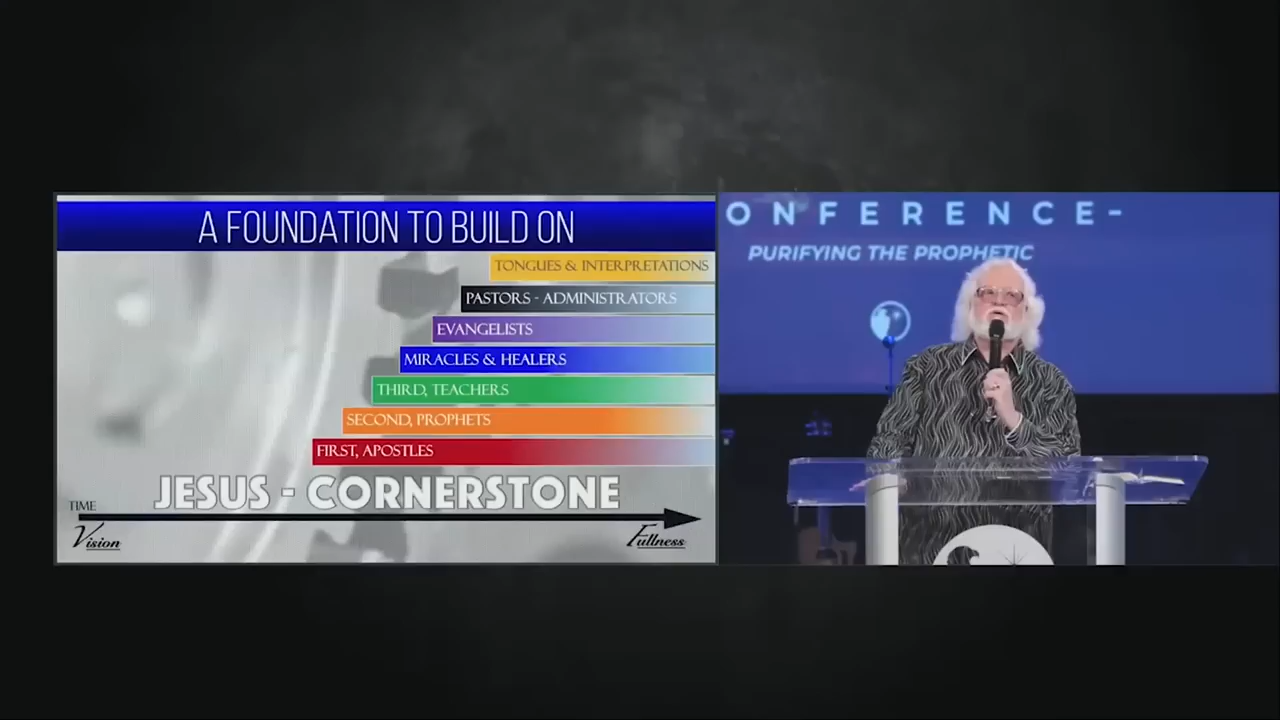 A FOUNDATION TO BUILD ON
TONGUES & INTERPRETATIONS
PASTORS - ADMINISTRATORS
EVANGELISTS
MIRACLES & HEALERS
THIRD, TEACHERS
SECOND, PROPHETS
FIRST, APOSTLES
JESUS - CORNERSTONE
TIME
Vision
Fullness
ONFERENCE-
PURIFYING THE PROPHETIC